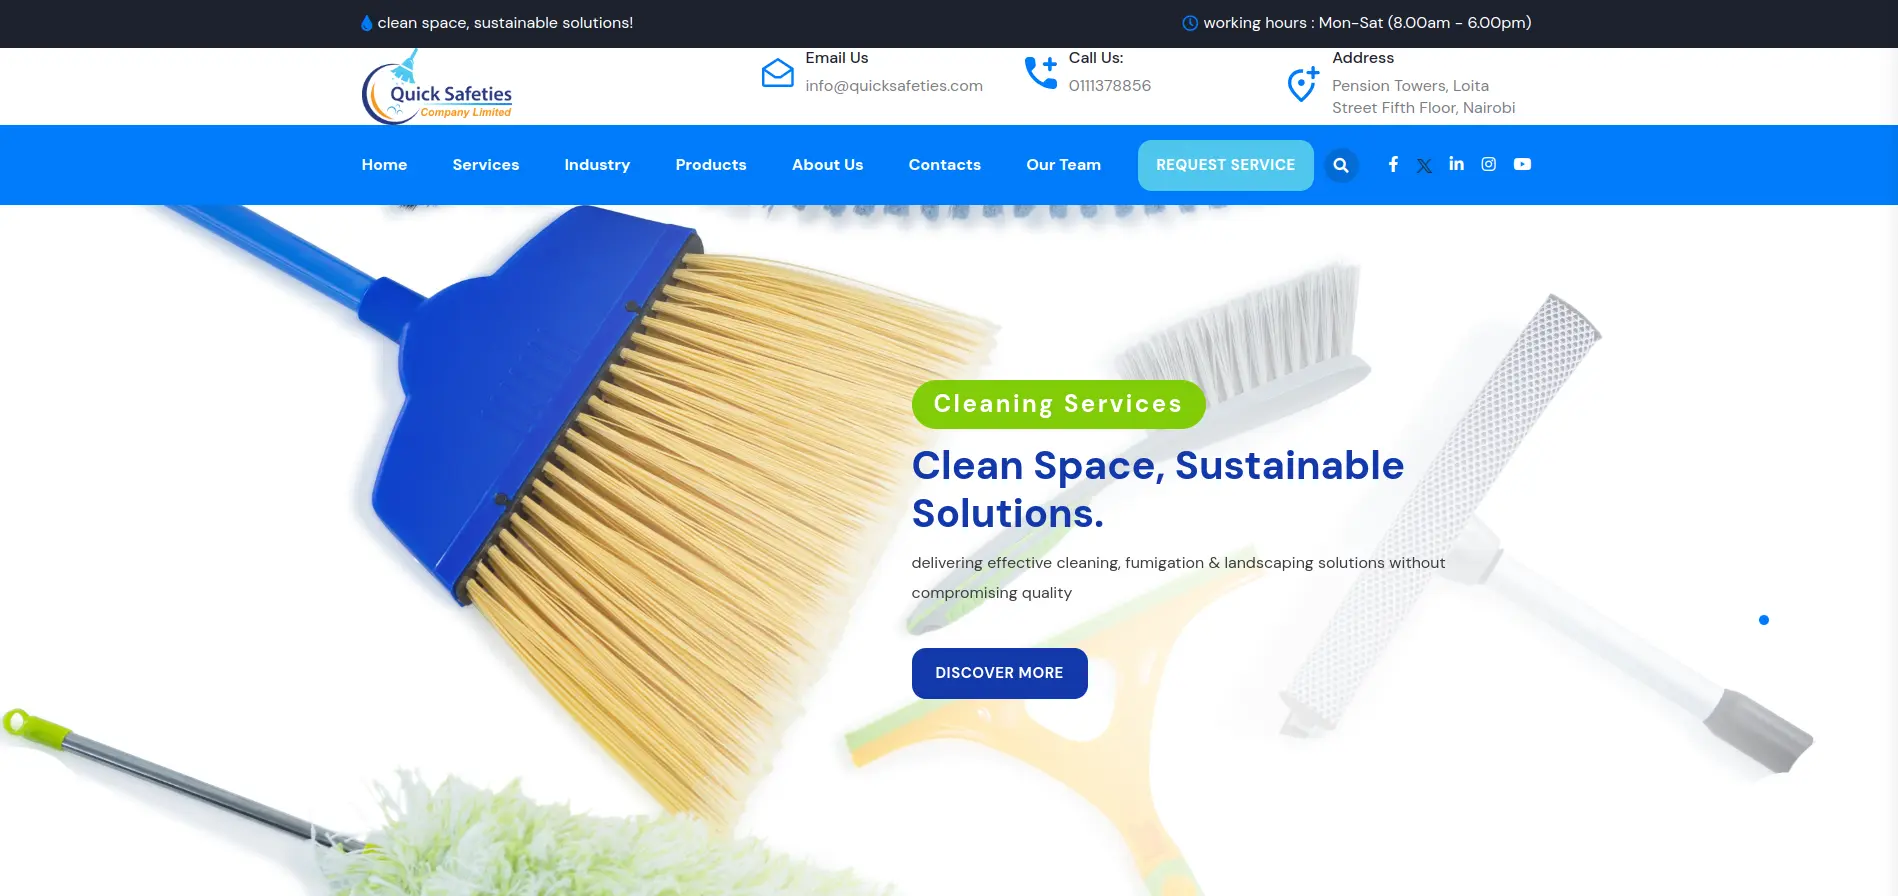 clean space, sustainable solutions!
working hours : Mon-Sat (8.00am - 6.00pm)
Quick Safeties
Company Limited
Email Us
info@quicksafeties.com
Call Us:
0111378856
Address
Pension Towers, Loita
Street Fifth Floor, Nairobi
Home
Services
Industry
Products
About Us
Contacts
Our Team
REQUEST SERVICE
Cleaning Services
Clean Space, Sustainable
Solutions.
delivering effective cleaning, fumigation & landscaping solutions without
compromising quality
DISCOVER MORE